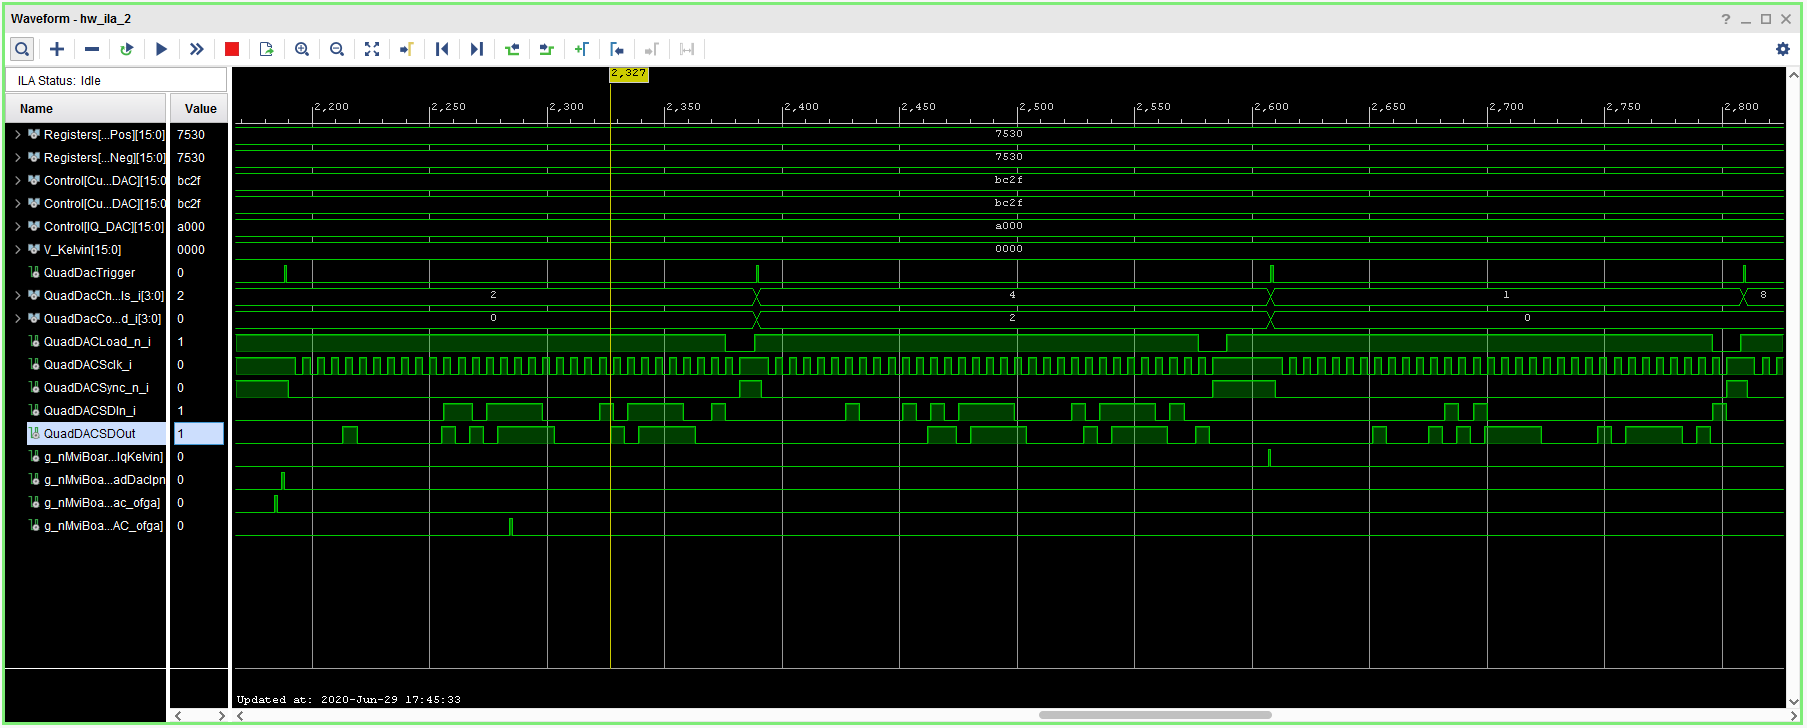 Waveform - hw_ila_2
ILA Status: Idle
2,327
Name Value
2,200 2,250 2,300 2,350 2,400 2,450 2,500 2,550 2,600 2,650 2,700 2,750 2,800
Registers[...Pos][15:0] 7530 7530
Registers[...Neg][15:0] 7530 7530
Control[Cu...DAC][15:0 bc2f bc2f
Control[Cu...DAC][15:0 bc2f bc2f
Control[IQ_DAC][15:0] a000 a000
V_Kelvin[15:0] 0000 0000
QuadDacTrigger 0
QuadDacCh...ls_i[3:0] 2 2 4 1 8
QuadDacCo...d_i[3:0] 0 0 2 0
QuadDACLoad_n_i 1
QuadDACSclk_i 0
QuadDACSync_n_i 0
QuadDACSDIn_i 1
QuadDACSDOut 1
g_nMviBoar...IqKelvin] 0
g_nMviBoa...adDacIpn 0
g_nMviBoa...ac_ofga] 0
g_nMviBoa...AC_ofga] 0
Updated at: 2020-Jun-29 17:45:33